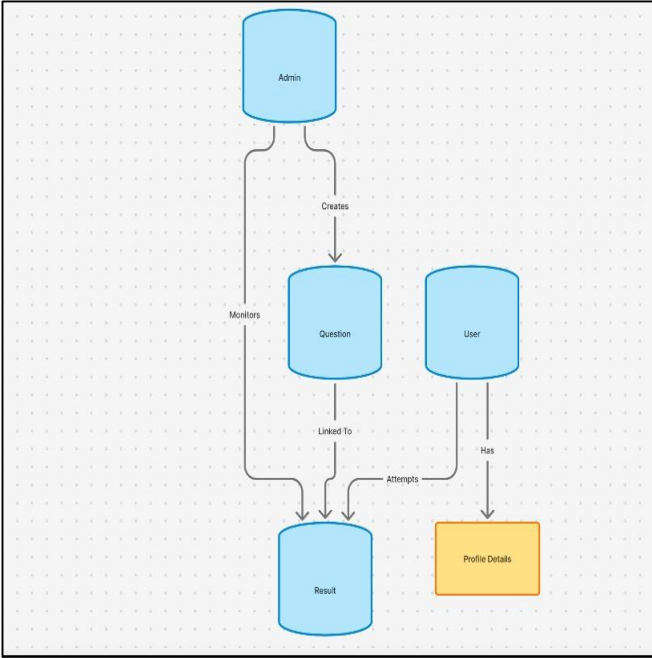 Admin
Creates
Monitors
Question
User
Linked To
Has
Attempts
Profile Details
Result